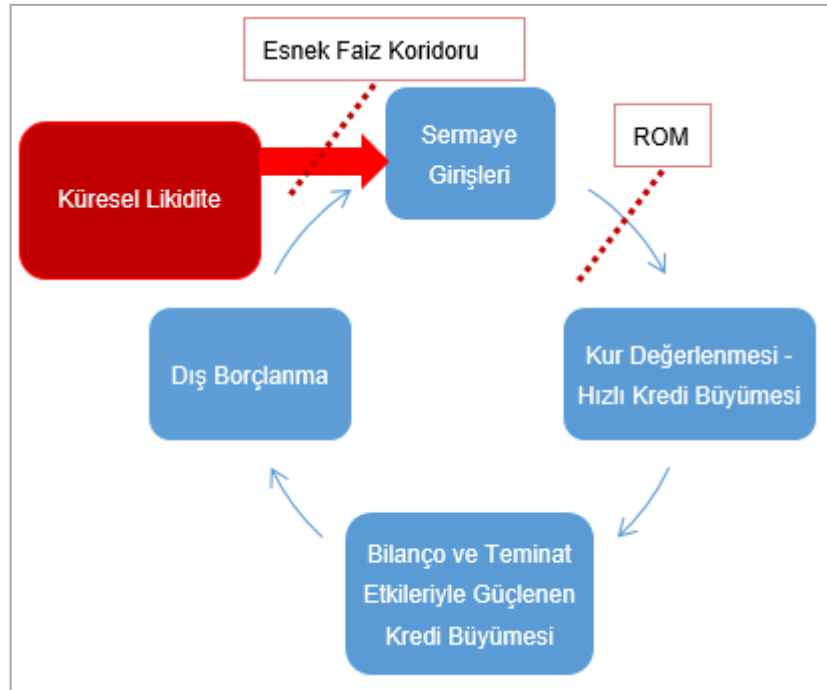 Esnek Faiz Koridoru
Sermaye
Girişleri
ROM
Küresel Likidite
Dış Borçlanma
Kur Değerlenmesi -
Hızlı Kredi Büyümesi
Bilanço ve Teminat
Etkileriyle Güçlenen
Kredi Büyümesi